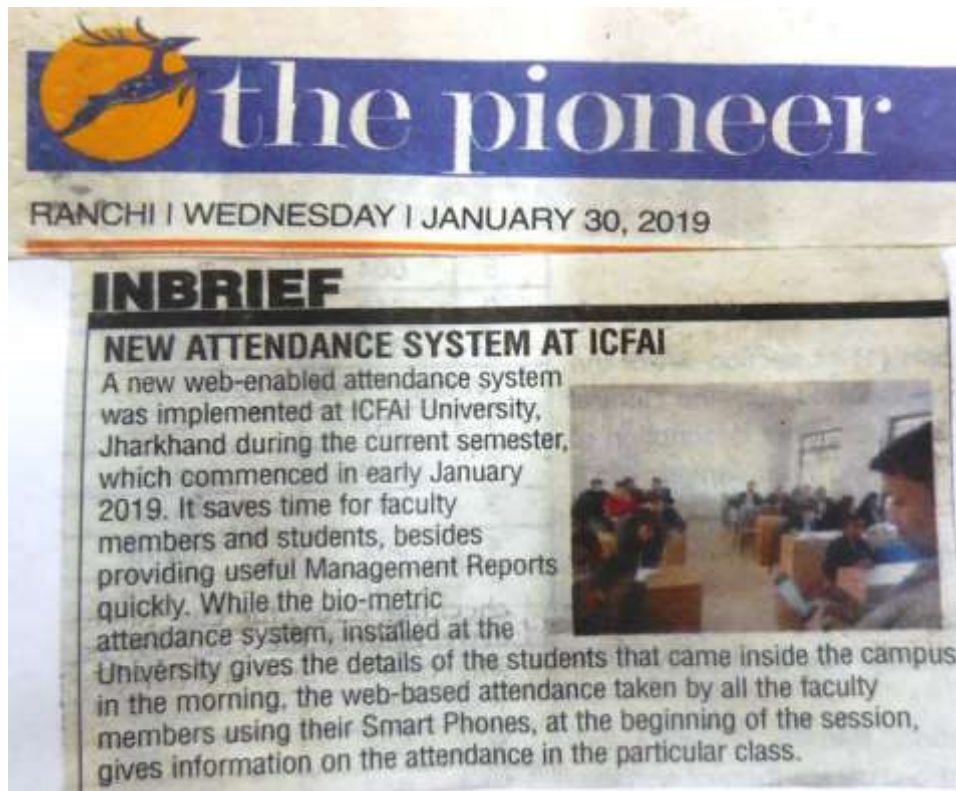 the pioneer
RANCHI I WEDNESDAY I JANUARY 30, 2019
INBRIEF
NEW ATTENDANCE SYSTEM AT ICFAI
A new web-enabled attendance system
was implemented at ICFAI University,
Jharkhand during the current semester,
which commenced in early January
2019. It saves time for faculty
members and students, besides
providing useful Management Reports
quickly. While the bio-metric
attendance system, installed at the
University gives the details of the students that came inside the campus
in the morning, the web-based attendance taken by all the faculty
members using their Smart Phones, at the beginning of the session,
gives information on the attendance in the particular class.